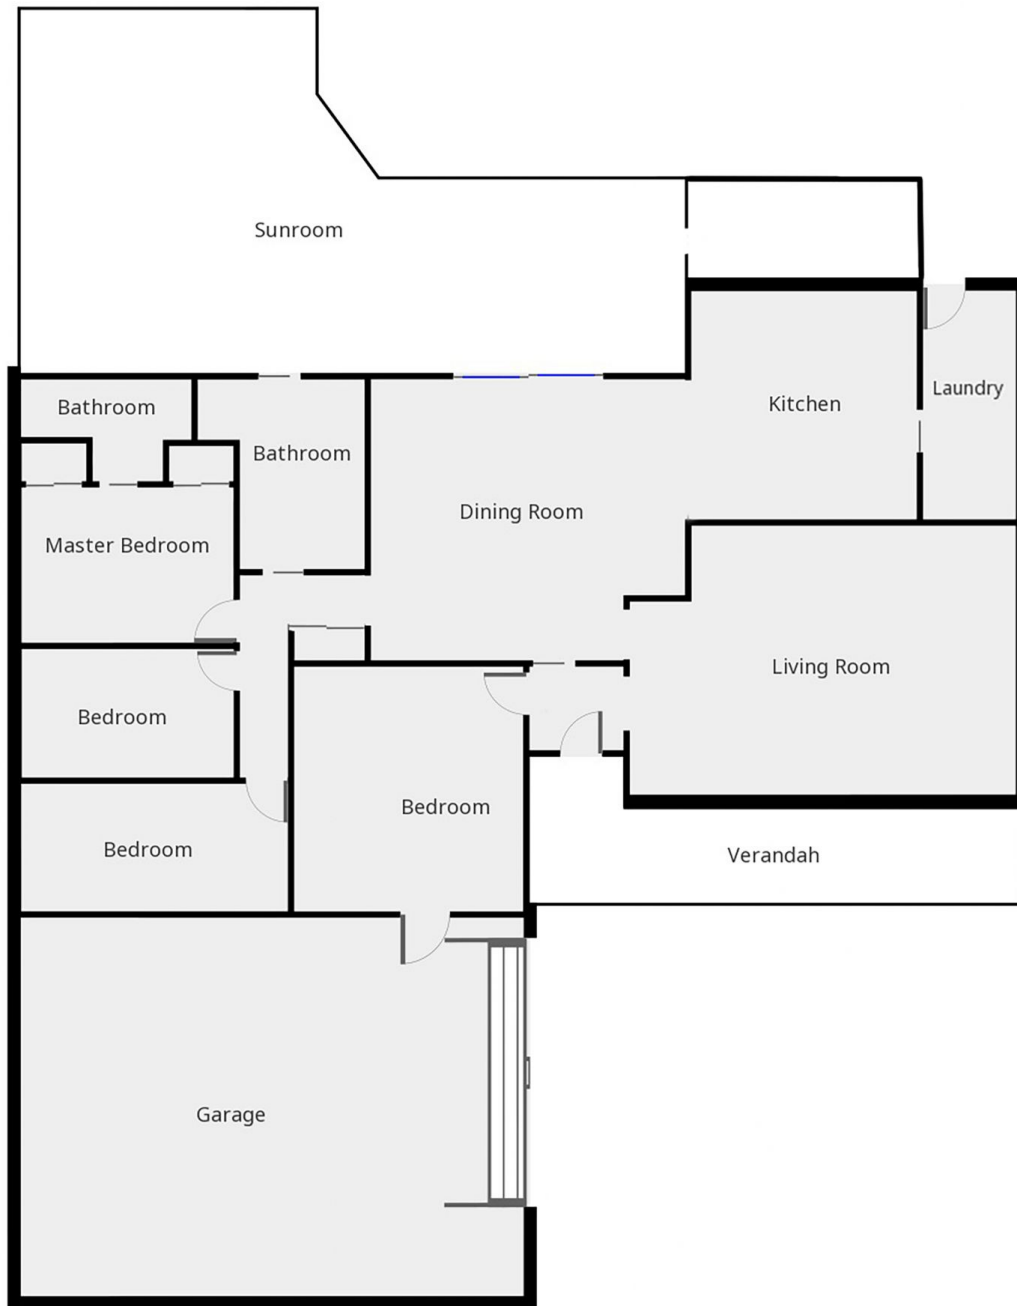 Sunroom
Bathroom
Laundry
Kitchen
Bathroom
Dining Room
Master Bedroom
Living Room
Bedroom
Bedroom
Bedroom
Verandah
Garage